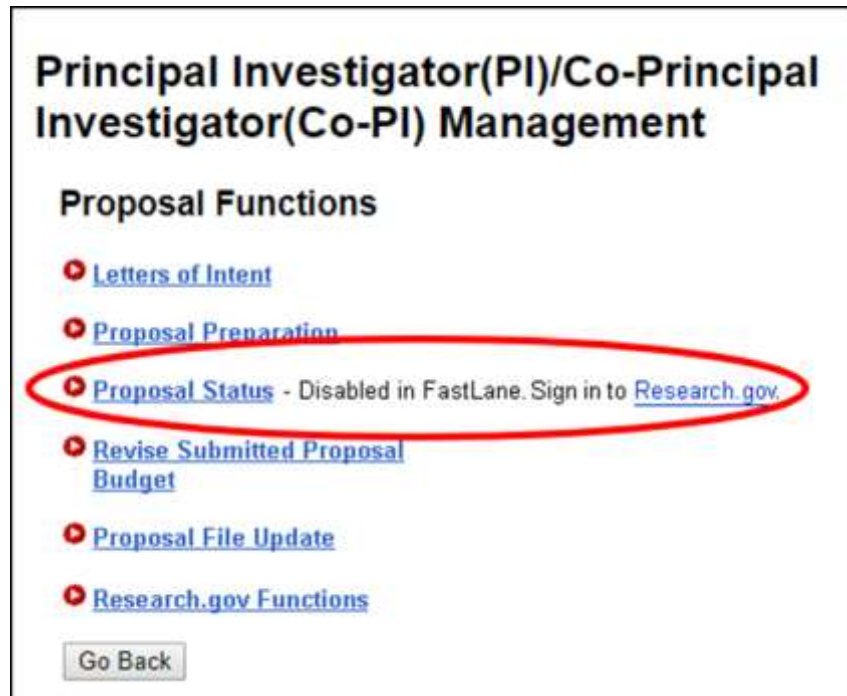 Principal Investigator(PI)/Co-Principal
Investigator(Co-PI) Management
Proposal Functions
Letters of Intent
Proposal Preparation
Proposal Status - Disabled in FastLane. Sign in to Research.gov.
Revise Submitted Proposal
Budget
Proposal File Update
Research.gov Functions
Go Back